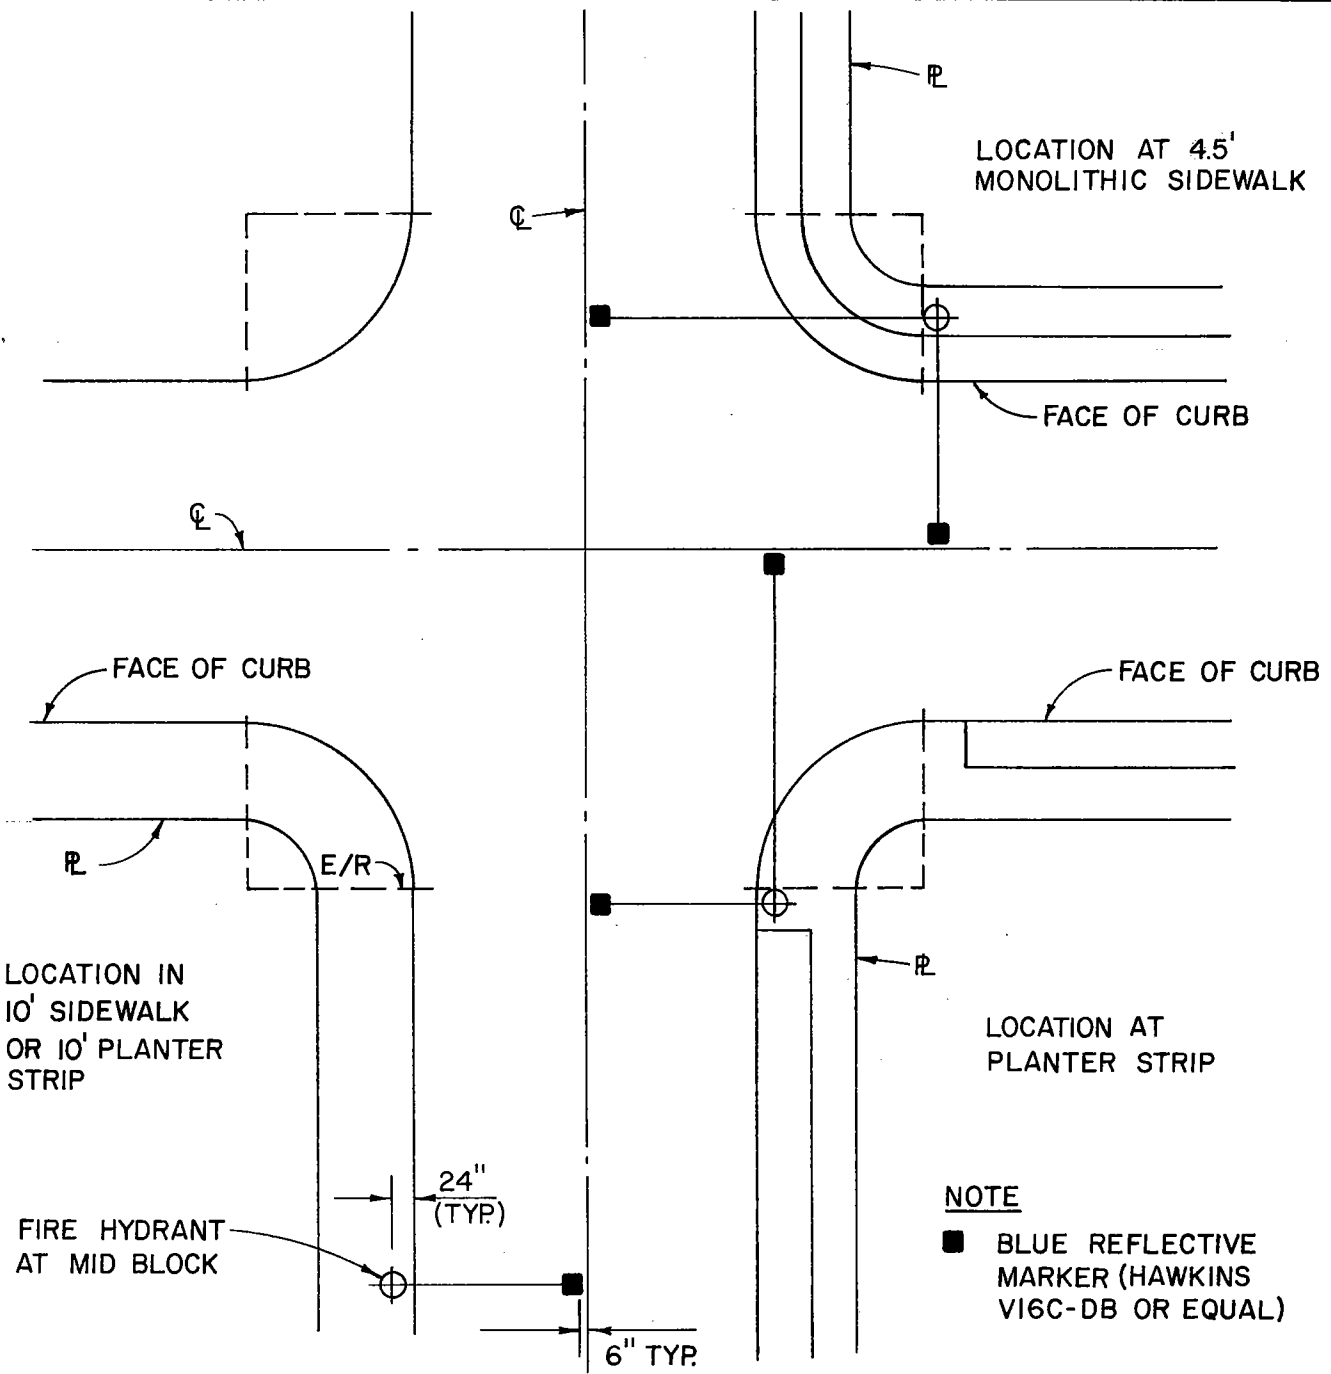 ℄
℄
PL
LOCATION AT 4.5'
MONOLITHIC SIDEWALK
FACE OF CURB
FACE OF CURB
FACE OF CURB
PL
E/R
PL
LOCATION IN
10' SIDEWALK
OR 10' PLANTER
STRIP
LOCATION AT
PLANTER STRIP
24"
(TYP.)
FIRE HYDRANT
AT MID BLOCK
6" TYP.
NOTE
BLUE REFLECTIVE
MARKER (HAWKINS
V16C-DB OR EQUAL)